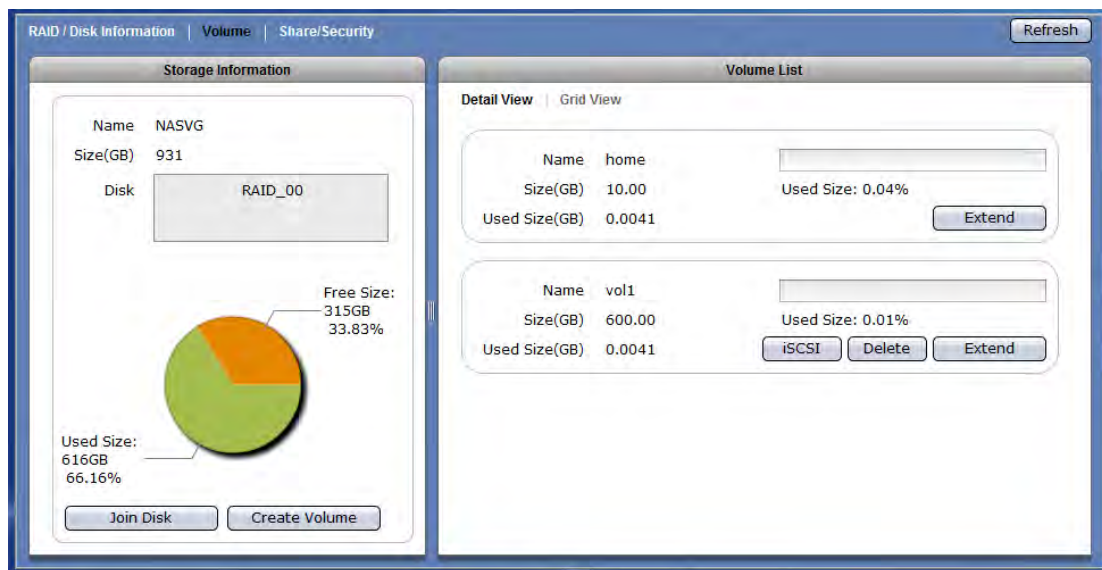 RAID / Disk Information | Volume | Share/Security
Refresh
Storage Information
Name NASVG
Size(GB) 931
Disk RAID_00
Free Size:
315GB
33.83%
Used Size:
616GB
66.16%
Join Disk Create Volume
Volume List
Detail View | Grid View
Name home
Size(GB) 10.00 Used Size: 0.04%
Used Size(GB) 0.0041 Extend
Name vol1
Size(GB) 600.00 Used Size: 0.01%
Used Size(GB) 0.0041 iSCSI Delete Extend